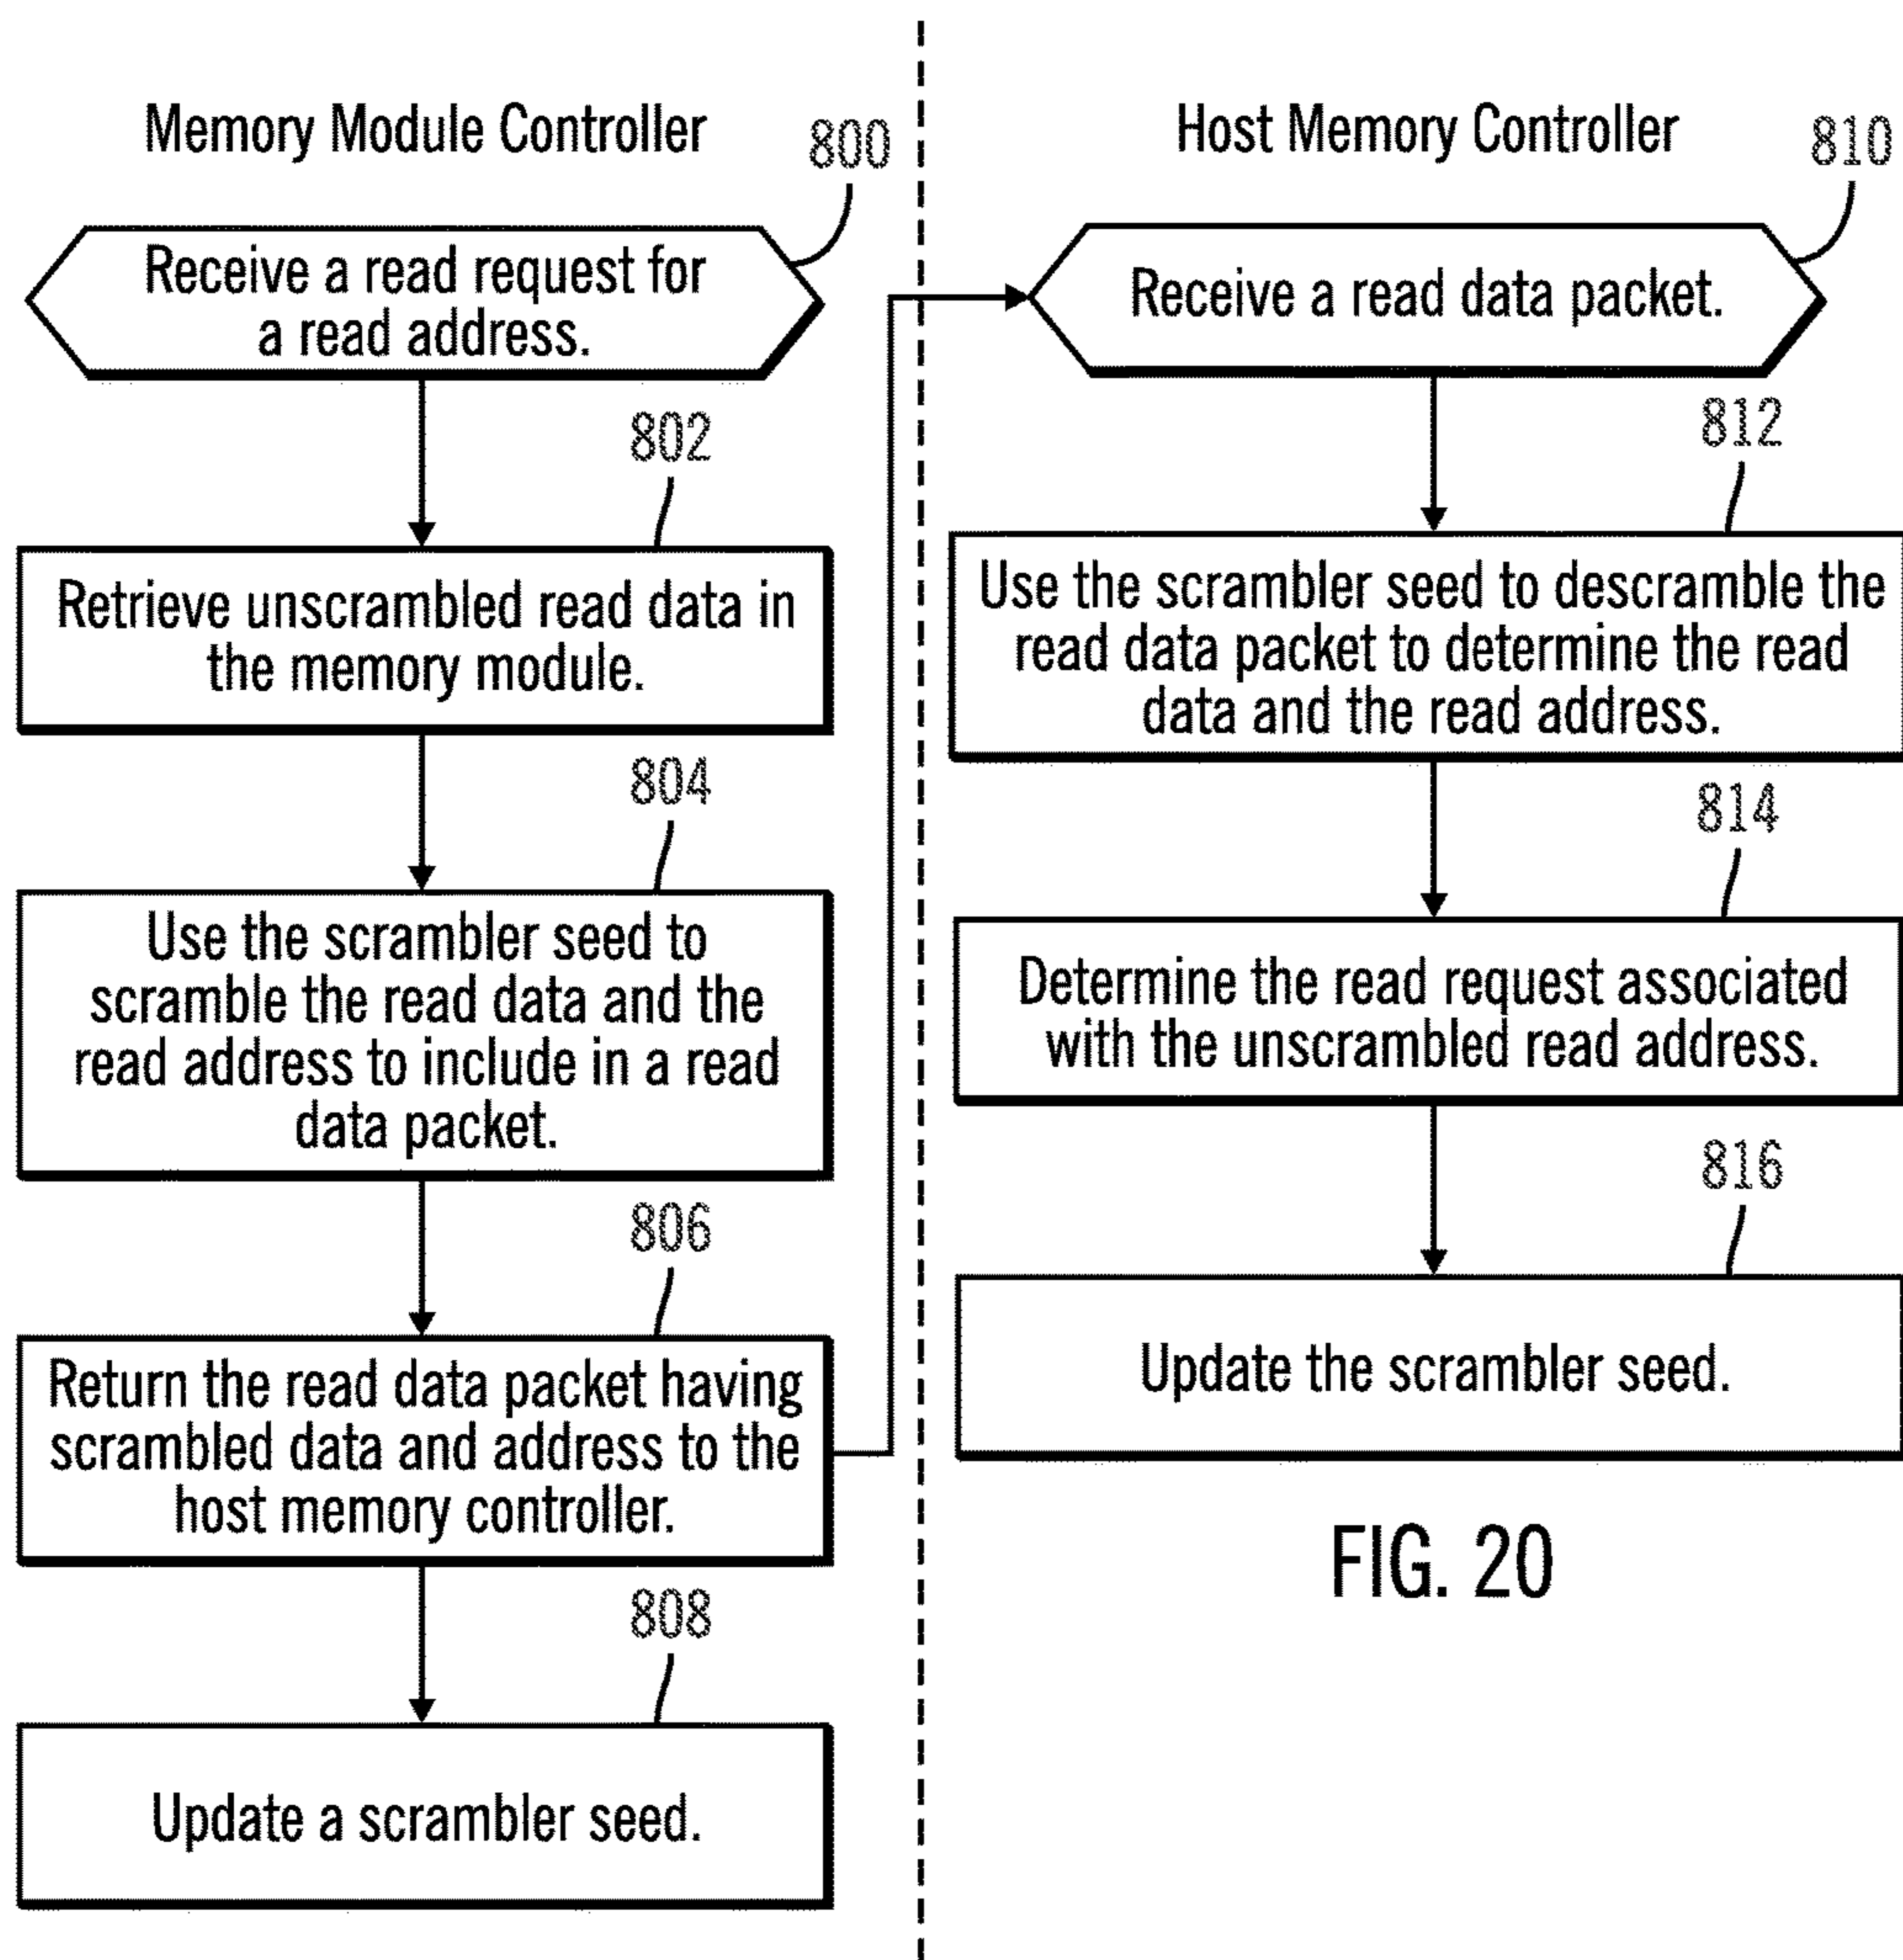 Memory Module Controller
800
Receive a read request for
a read address.
802
Retrieve unscrambled read data in
the memory module.
804
Use the scrambler seed to
scramble the read data and the
read address to include in a read
data packet.
806
Return the read data packet having
scrambled data and address to the
host memory controller.
808
Update a scrambler seed.
Host Memory Controller
810
Receive a read data packet.
812
Use the scrambler seed to descramble the
read data packet to determine the read
data and the read address.
814
Determine the read request associated
with the unscrambled read address.
816
Update the scrambler seed.
FIG. 20